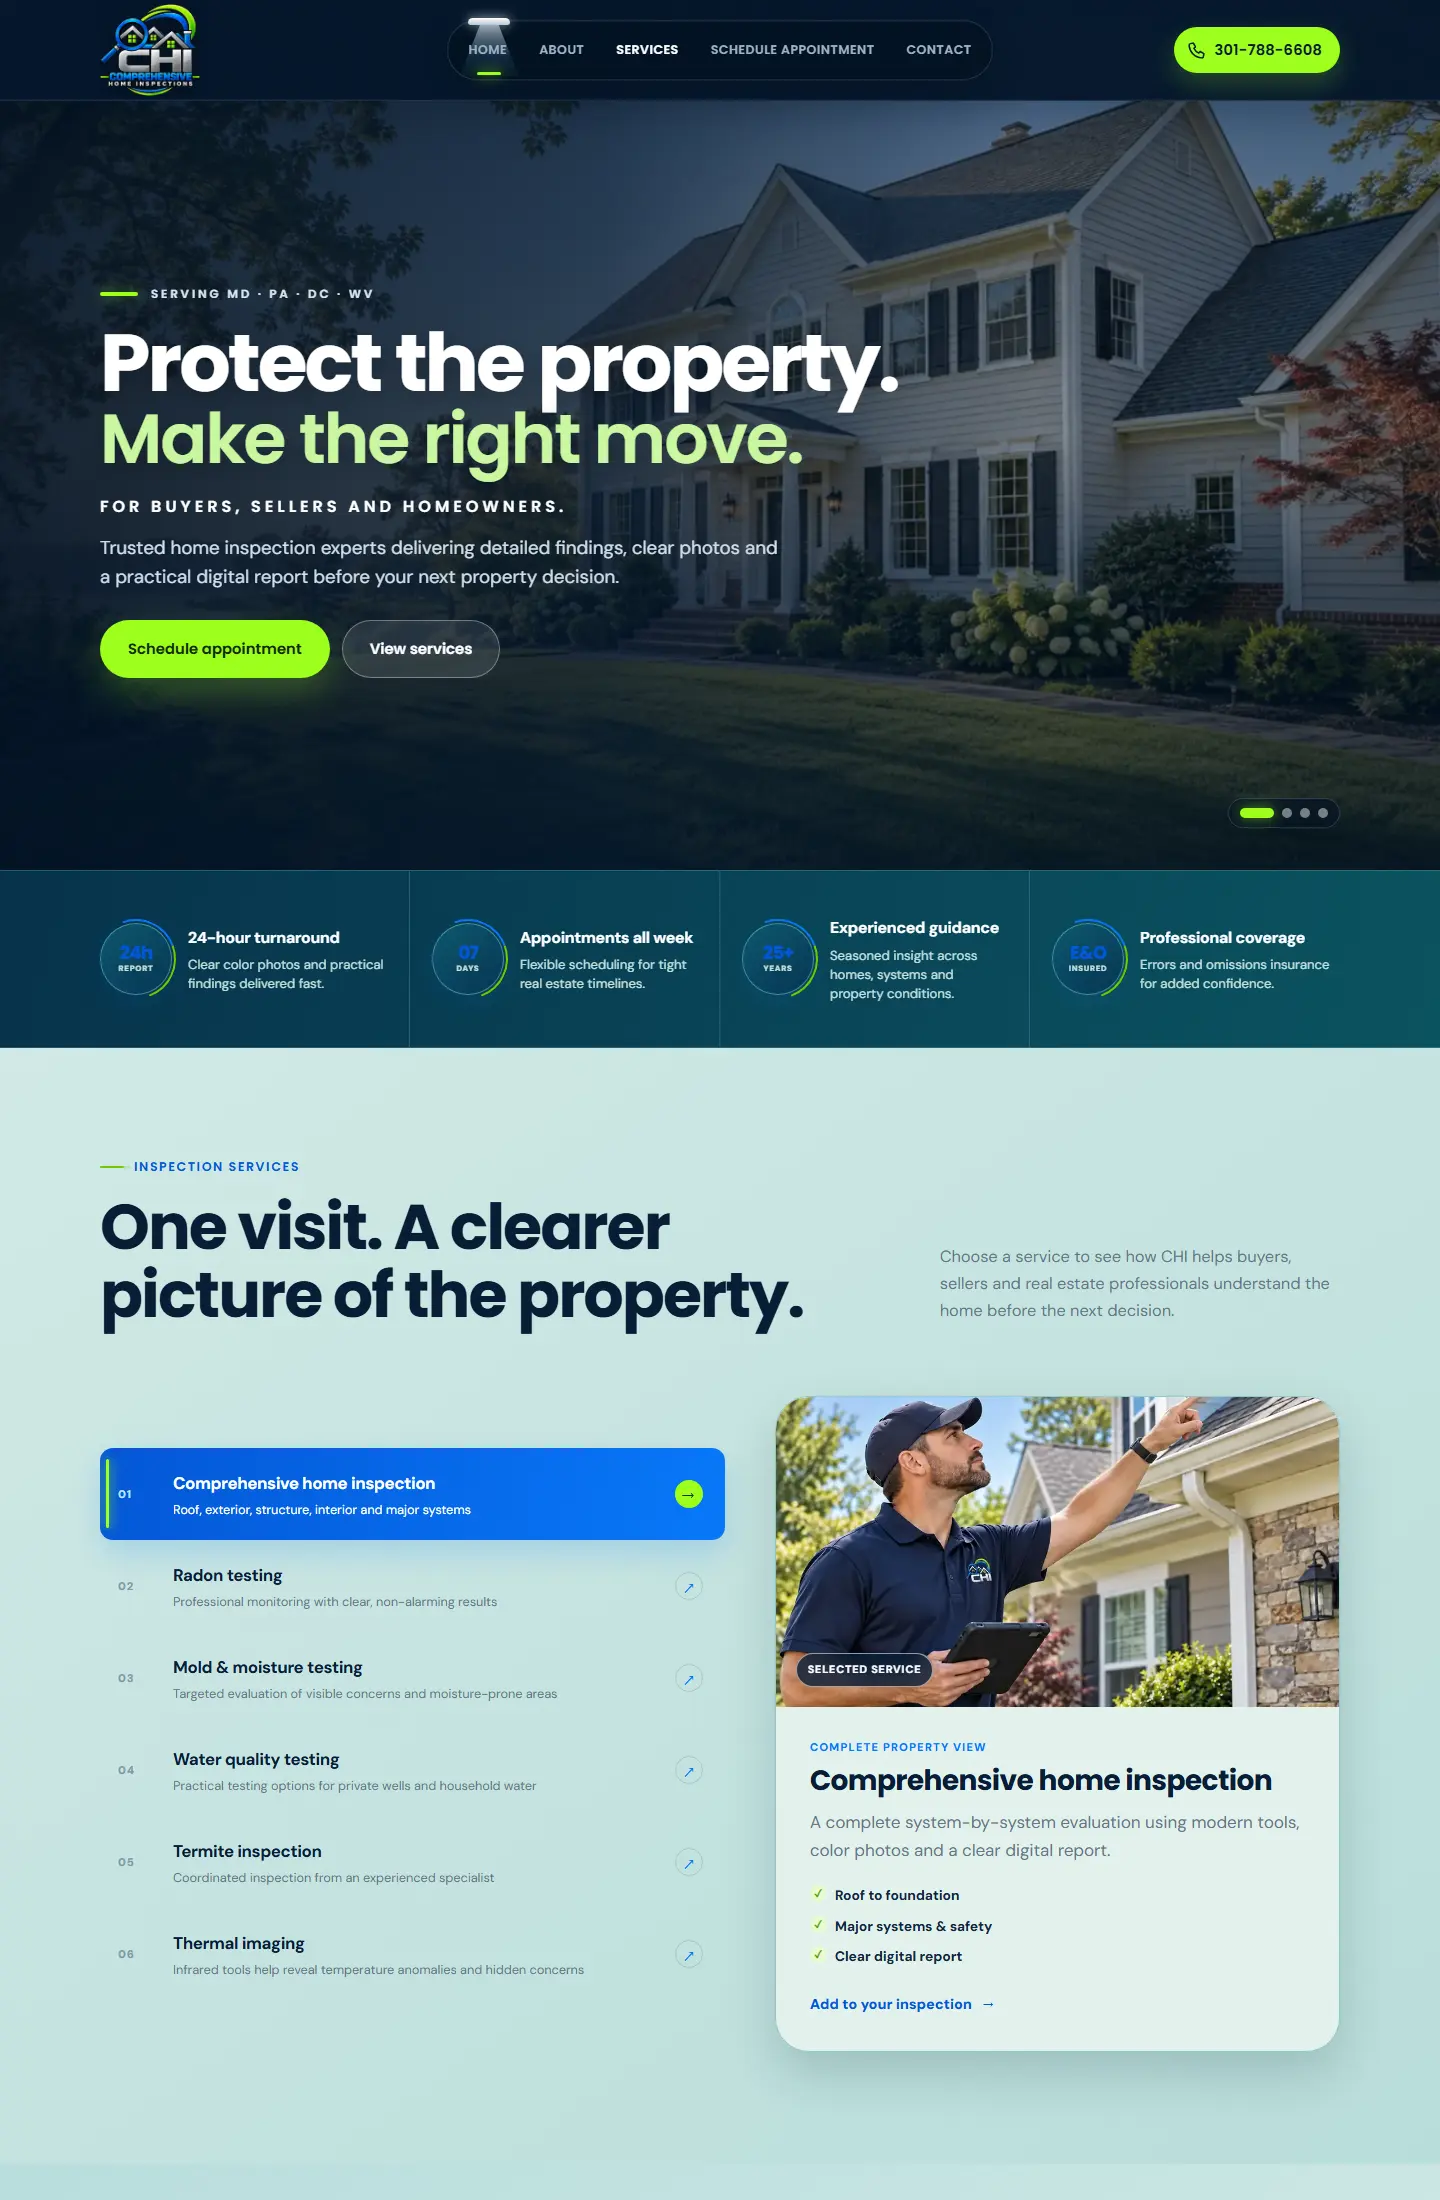 CHI
COMPREHENSIVE
HOME INSPECTIONS
HOME
ABOUT
SERVICES
SCHEDULE APPOINTMENT
CONTACT
301-788-6608
SERVING MD · PA · DC · WV
Protect the property.
Make the right move.
FOR BUYERS, SELLERS AND HOMEOWNERS.
Trusted home inspection experts delivering detailed findings, clear photos and
a practical digital report before your next property decision.
Schedule appointment
View services
24h
REPORT
24-hour turnaround
Clear color photos and practical
findings delivered fast.
07
DAYS
Appointments all week
Flexible scheduling for tight
real estate timelines.
25+
YEARS
Experienced guidance
Seasoned insight across
homes, systems and
property conditions.
E&O
INSURED
Professional coverage
Errors and omissions insurance
for added confidence.
INSPECTION SERVICES
One visit. A clearer
picture of the property.
Choose a service to see how CHI helps buyers,
sellers and real estate professionals understand the
home before the next decision.
01
Comprehensive home inspection
Roof, exterior, structure, interior and major systems
→
02
Radon testing
Professional monitoring with clear, non-alarming results
↗
03
Mold & moisture testing
Targeted evaluation of visible concerns and moisture-prone areas
↗
04
Water quality testing
Practical testing options for private wells and household water
↗
05
Termite inspection
Coordinated inspection from an experienced specialist
↗
06
Thermal imaging
Infrared tools help reveal temperature anomalies and hidden concerns
↗
CHI
SELECTED SERVICE
COMPLETE PROPERTY VIEW
Comprehensive home inspection
A complete system-by-system evaluation using modern tools,
color photos and a clear digital report.
✓ Roof to foundation
✓ Major systems & safety
✓ Clear digital report
Add to your inspection →